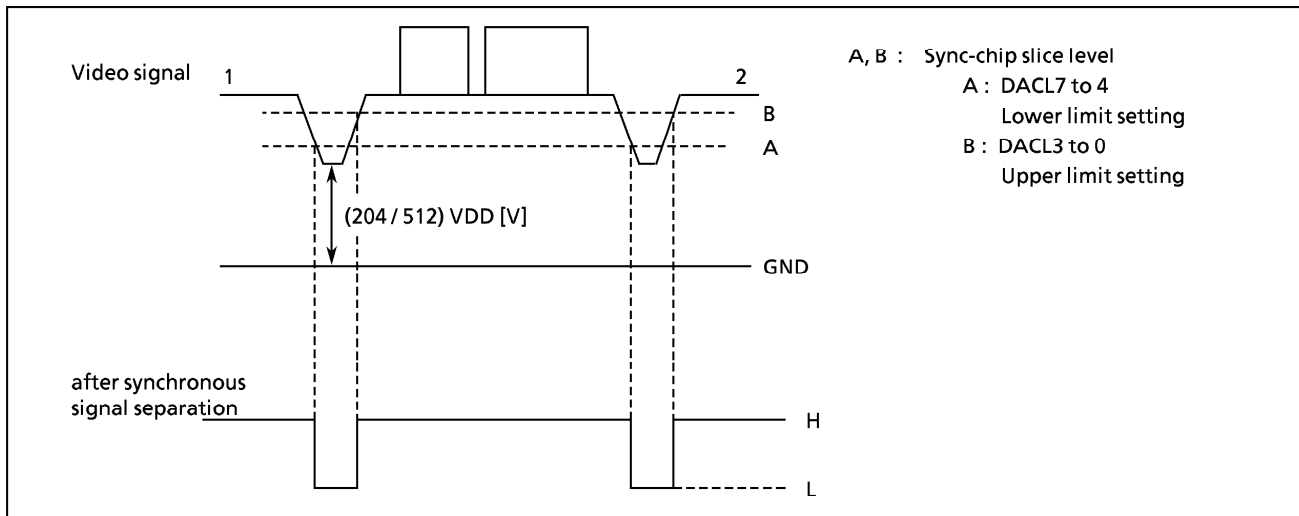 Video signal
1
2
B
A
(204 / 512) VDD [V]
GND
after synchronous
signal separation
H
L
A, B : Sync-chip slice level
A : DACL7 to 4
Lower limit setting
B : DACL3 to 0
Upper limit setting